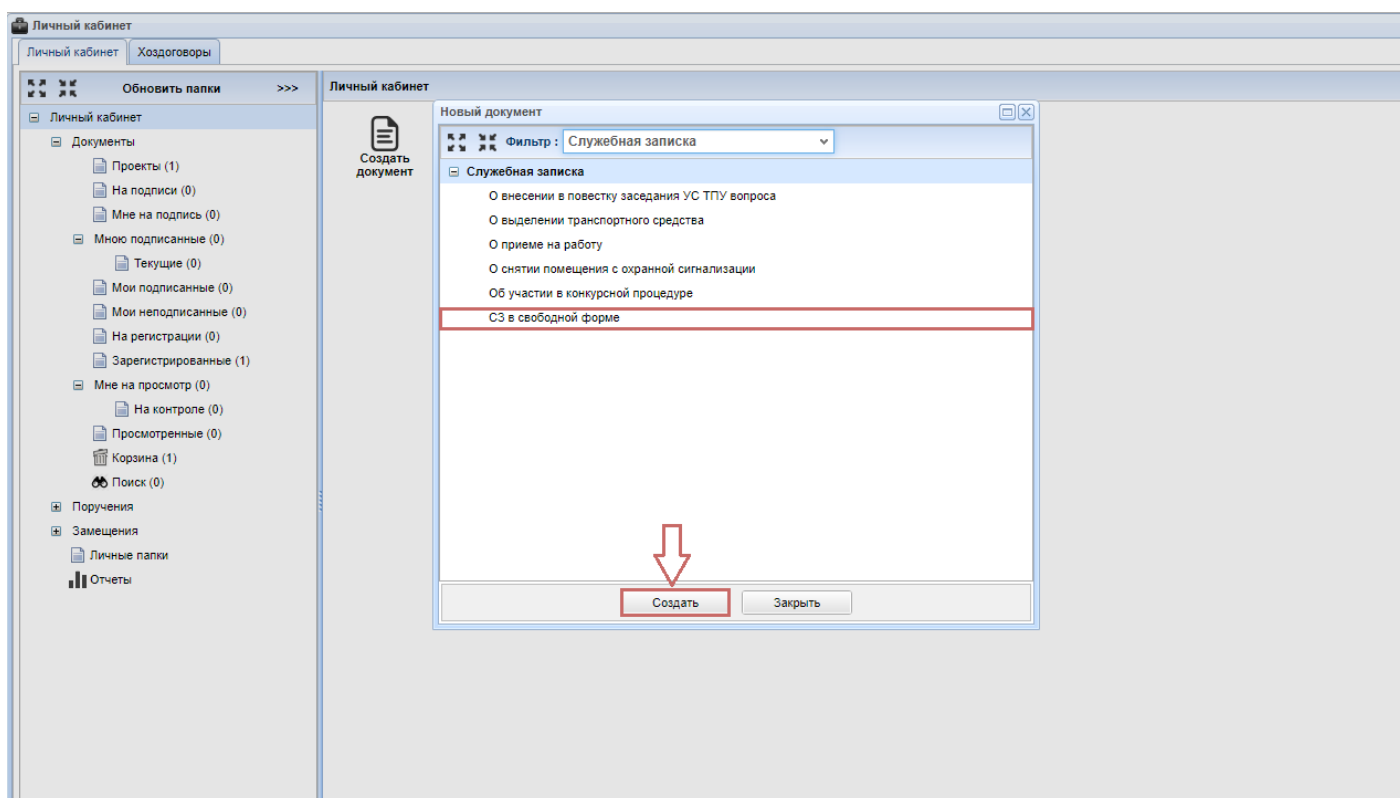 Личный кабинет
Личный кабинет Хоздоговоры
Обновить папки >>>
Личный кабинет
Документы
Проекты (1)
На подписи (0)
Мне на подпись (0)
Мною подписанные (0)
Текущие (0)
Мои подписанные (0)
Мои неподписанные (0)
На регистрации (0)
Зарегистрированные (1)
Мне на просмотр (0)
На контроле (0)
Просмотренные (0)
Корзина (1)
Поиск (0)
Поручения
Замещения
Личные папки
Отчеты
Личный кабинет
Создать
документ
Новый документ
Фильтр : Служебная записка
Служебная записка
О внесении в повестку заседания УС ТПУ вопроса
О выделении транспортного средства
О приеме на работу
О снятии помещения с охранной сигнализации
Об участии в конкурсной процедуре
СЗ в свободной форме
Создать Закрыть